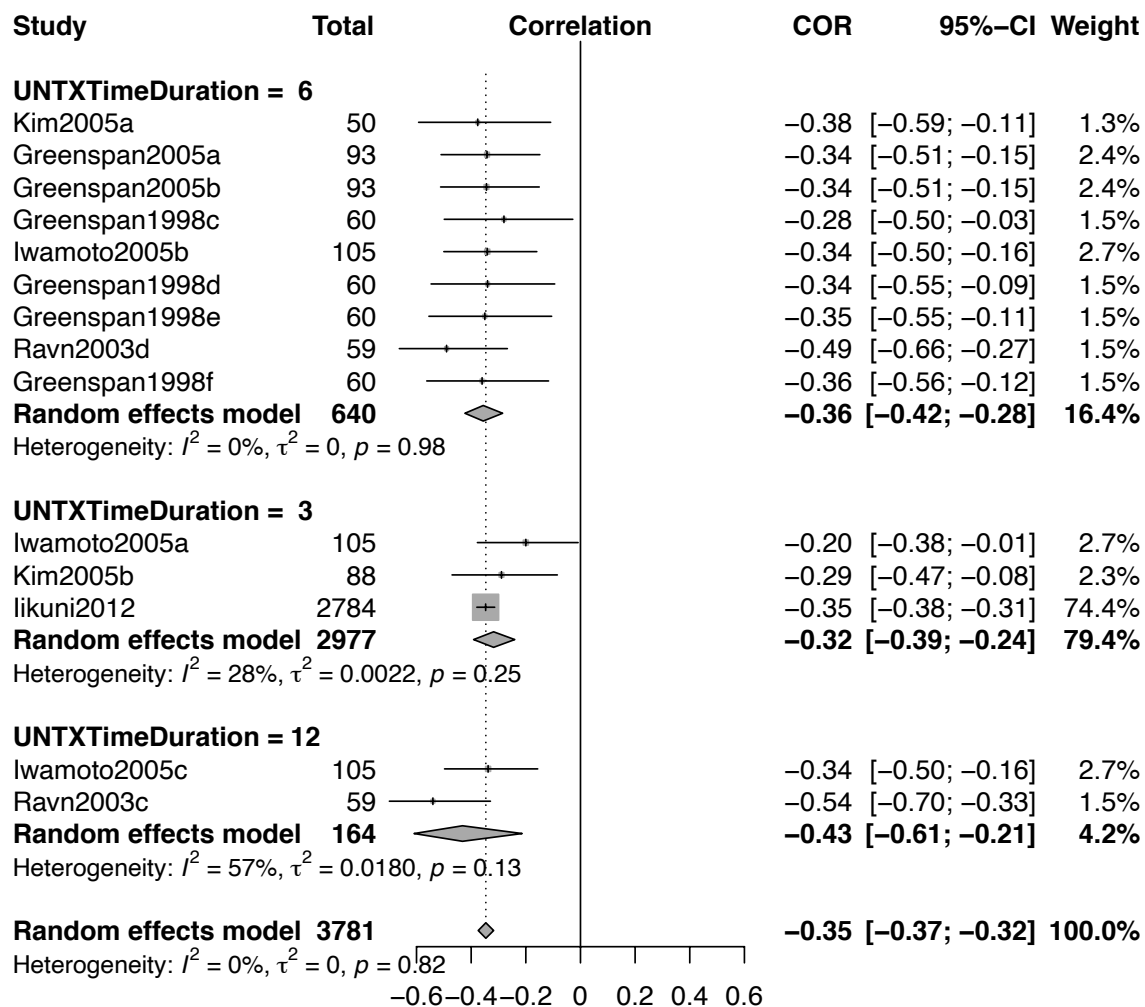 Study Total Correlation COR 95%−CI Weight
UNTXTimeDuration = 6
Kim2005a 50 −0.38 [−0.59; −0.11] 1.3%
Greenspan2005a 93 −0.34 [−0.51; −0.15] 2.4%
Greenspan2005b 93 −0.34 [−0.51; −0.15] 2.4%
Greenspan1998c 60 −0.28 [−0.50; −0.03] 1.5%
Iwamoto2005b 105 −0.34 [−0.50; −0.16] 2.7%
Greenspan1998d 60 −0.34 [−0.55; −0.09] 1.5%
Greenspan1998e 60 −0.35 [−0.55; −0.11] 1.5%
Ravn2003d 59 −0.49 [−0.66; −0.27] 1.5%
Greenspan1998f 60 −0.36 [−0.56; −0.12] 1.5%
Random effects model 640 −0.36 [−0.42; −0.28] 16.4%
Heterogeneity: I² = 0%, τ² = 0, p = 0.98
UNTXTimeDuration = 3
Iwamoto2005a 105 −0.20 [−0.38; −0.01] 2.7%
Kim2005b 88 −0.29 [−0.47; −0.08] 2.3%
Iikuni2012 2784 −0.35 [−0.38; −0.31] 74.4%
Random effects model 2977 −0.32 [−0.39; −0.24] 79.4%
Heterogeneity: I² = 28%, τ² = 0.0022, p = 0.25
UNTXTimeDuration = 12
Iwamoto2005c 105 −0.34 [−0.50; −0.16] 2.7%
Ravn2003c 59 −0.54 [−0.70; −0.33] 1.5%
Random effects model 164 −0.43 [−0.61; −0.21] 4.2%
Heterogeneity: I² = 57%, τ² = 0.0180, p = 0.13
Random effects model 3781 −0.35 [−0.37; −0.32] 100.0%
Heterogeneity: I² = 0%, τ² = 0, p = 0.82
−0.6 −0.4 −0.2 0 0.2 0.4 0.6